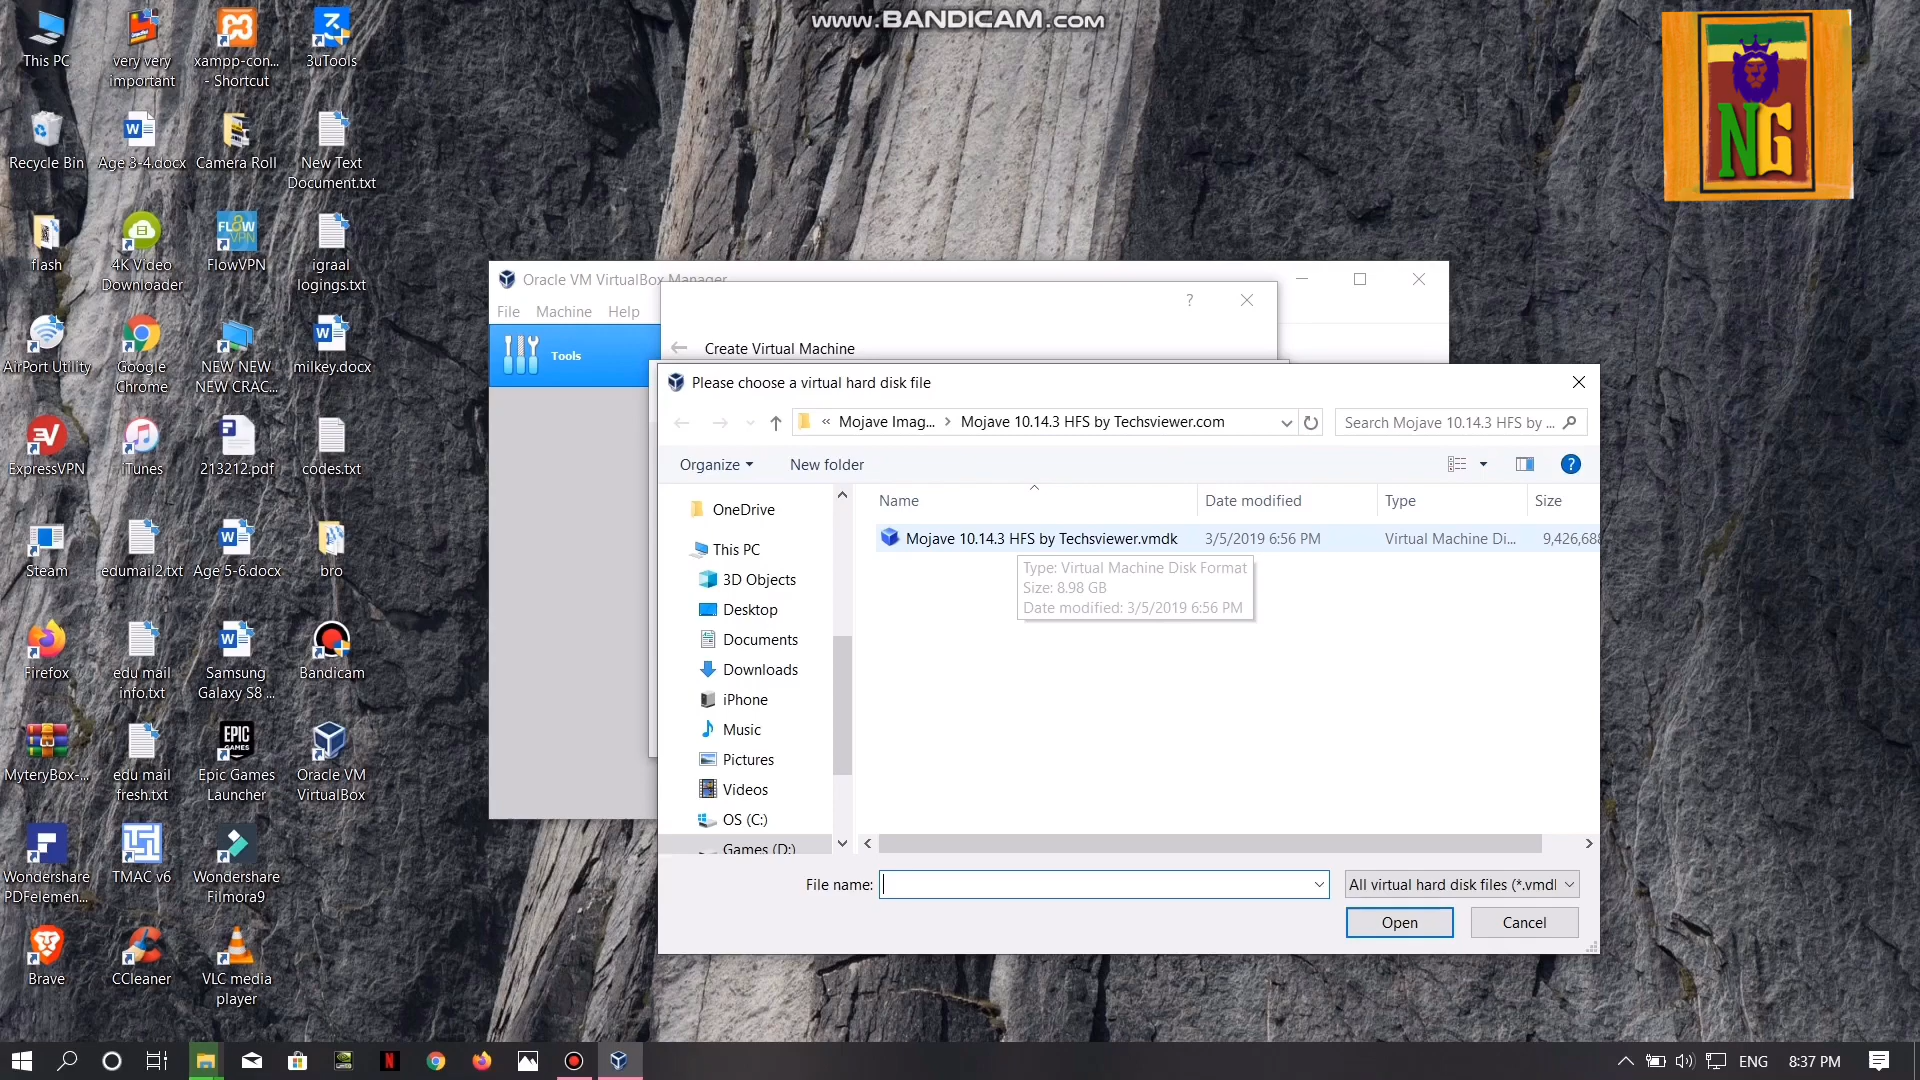 www.BANDICAM.com
NG
This PC
very very
important
xampp-con...
- Shortcut
3uTools
Recycle Bin
Age 3-4.docx
Camera Roll
New Text
Document.txt
flash
4K Video
Downloader
FLOW
VPN
FlowVPN
igraal
logings.txt
AirPort Utility
Google
Chrome
NEW NEW
NEW CRAC...
milkey.docx
ExpressVPN
iTunes
213212.pdf
codes.txt
Steam
edumail2.txt
Age 5-6.docx
bro
Firefox
edu mail
info.txt
Samsung
Galaxy S8 ...
Bandicam
MyteryBox-...
edu mail
fresh.txt
EPIC
GAMES
Epic Games
Launcher
Oracle VM
VirtualBox
Wondershare
PDFelemen...
TMAC v6
Wondershare
Filmora9
Brave
CCleaner
VLC media
player
Oracle VM VirtualBox Manager
File Machine Help
Tools
?
Create Virtual Machine
Please choose a virtual hard disk file
« Mojave Imag... > Mojave 10.14.3 HFS by Techsviewer.com
Search Mojave 10.14.3 HFS by ...
Organize
New folder
?
OneDrive
This PC
3D Objects
Desktop
Documents
Downloads
iPhone
Music
Pictures
Videos
OS (C:)
Games (D:)
Name Date modified Type Size
Mojave 10.14.3 HFS by Techsviewer.vmdk 3/5/2019 6:56 PM Virtual Machine Di... 9,426,688
Type: Virtual Machine Disk Format
Size: 8.98 GB
Date modified: 3/5/2019 6:56 PM
File name:
All virtual hard disk files (*.vmdl
Open
Cancel
ENG
8:37 PM